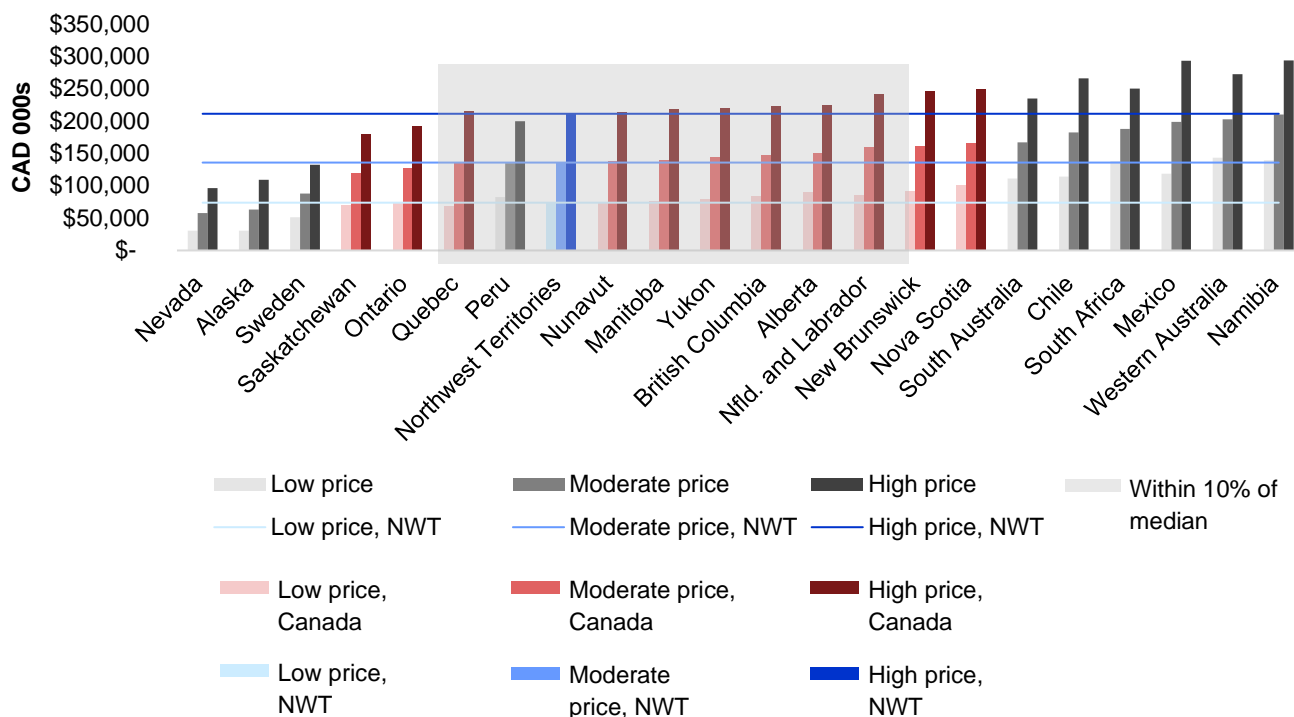 $350,000
$300,000
$250,000
$200,000
$150,000
$100,000
$50,000
$-
CAD 000s
Nevada
Alaska
Sweden
Saskatchewan
Ontario
Quebec
Peru
Northwest Territories
Nunavut
Manitoba
Yukon
British Columbia
Alberta
Nfld. and Labrador
New Brunswick
Nova Scotia
South Australia
Chile
South Africa
Mexico
Western Australia
Namibia
Low price
Moderate price
High price
Within 10% of
median
Low price, NWT
Moderate price, NWT
High price, NWT
Low price,
Canada
Moderate price,
Canada
High price,
Canada
Low price,
NWT
Moderate
price, NWT
High price,
NWT